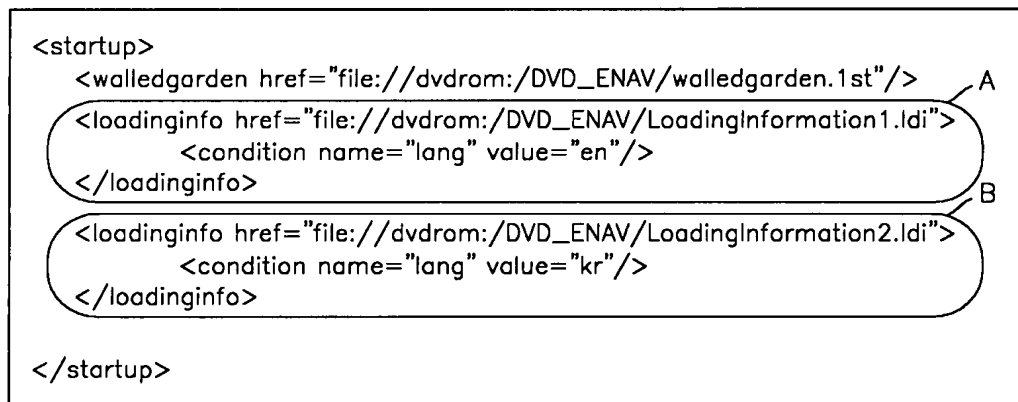 <startup>
<walledgarden href="file://dvdrom:/DVD_ENAV/walledgarden.1st"/>
A
<loadinginfo href="file://dvdrom:/DVD_ENAV/LoadingInformation1.ldi">
<condition name="lang" value="en"/>
</loadinginfo>
B
<loadinginfo href="file://dvdrom:/DVD_ENAV/LoadingInformation2.ldi">
<condition name="lang" value="kr"/>
</loadinginfo>
</startup>